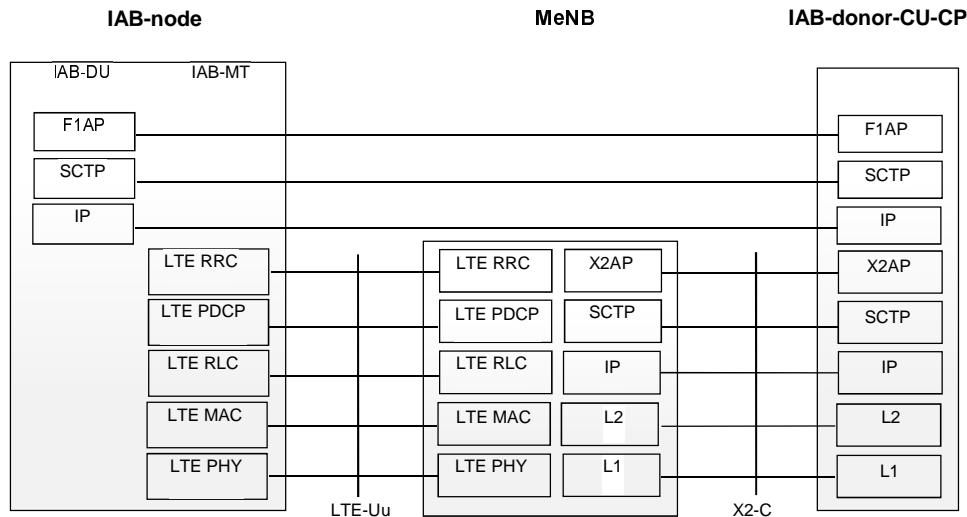 IAB-node MeNB IAB-donor-CU-CP
IAB-DU IAB-MT
F1AP F1AP
SCTP SCTP
IP IP
LTE RRC LTE RRC X2AP X2AP
LTE PDCP LTE PDCP SCTP SCTP
LTE RLC LTE RLC IP IP
LTE MAC LTE MAC L2 L2
LTE PHY LTE PHY L1 L1
LTE-Uu X2-C